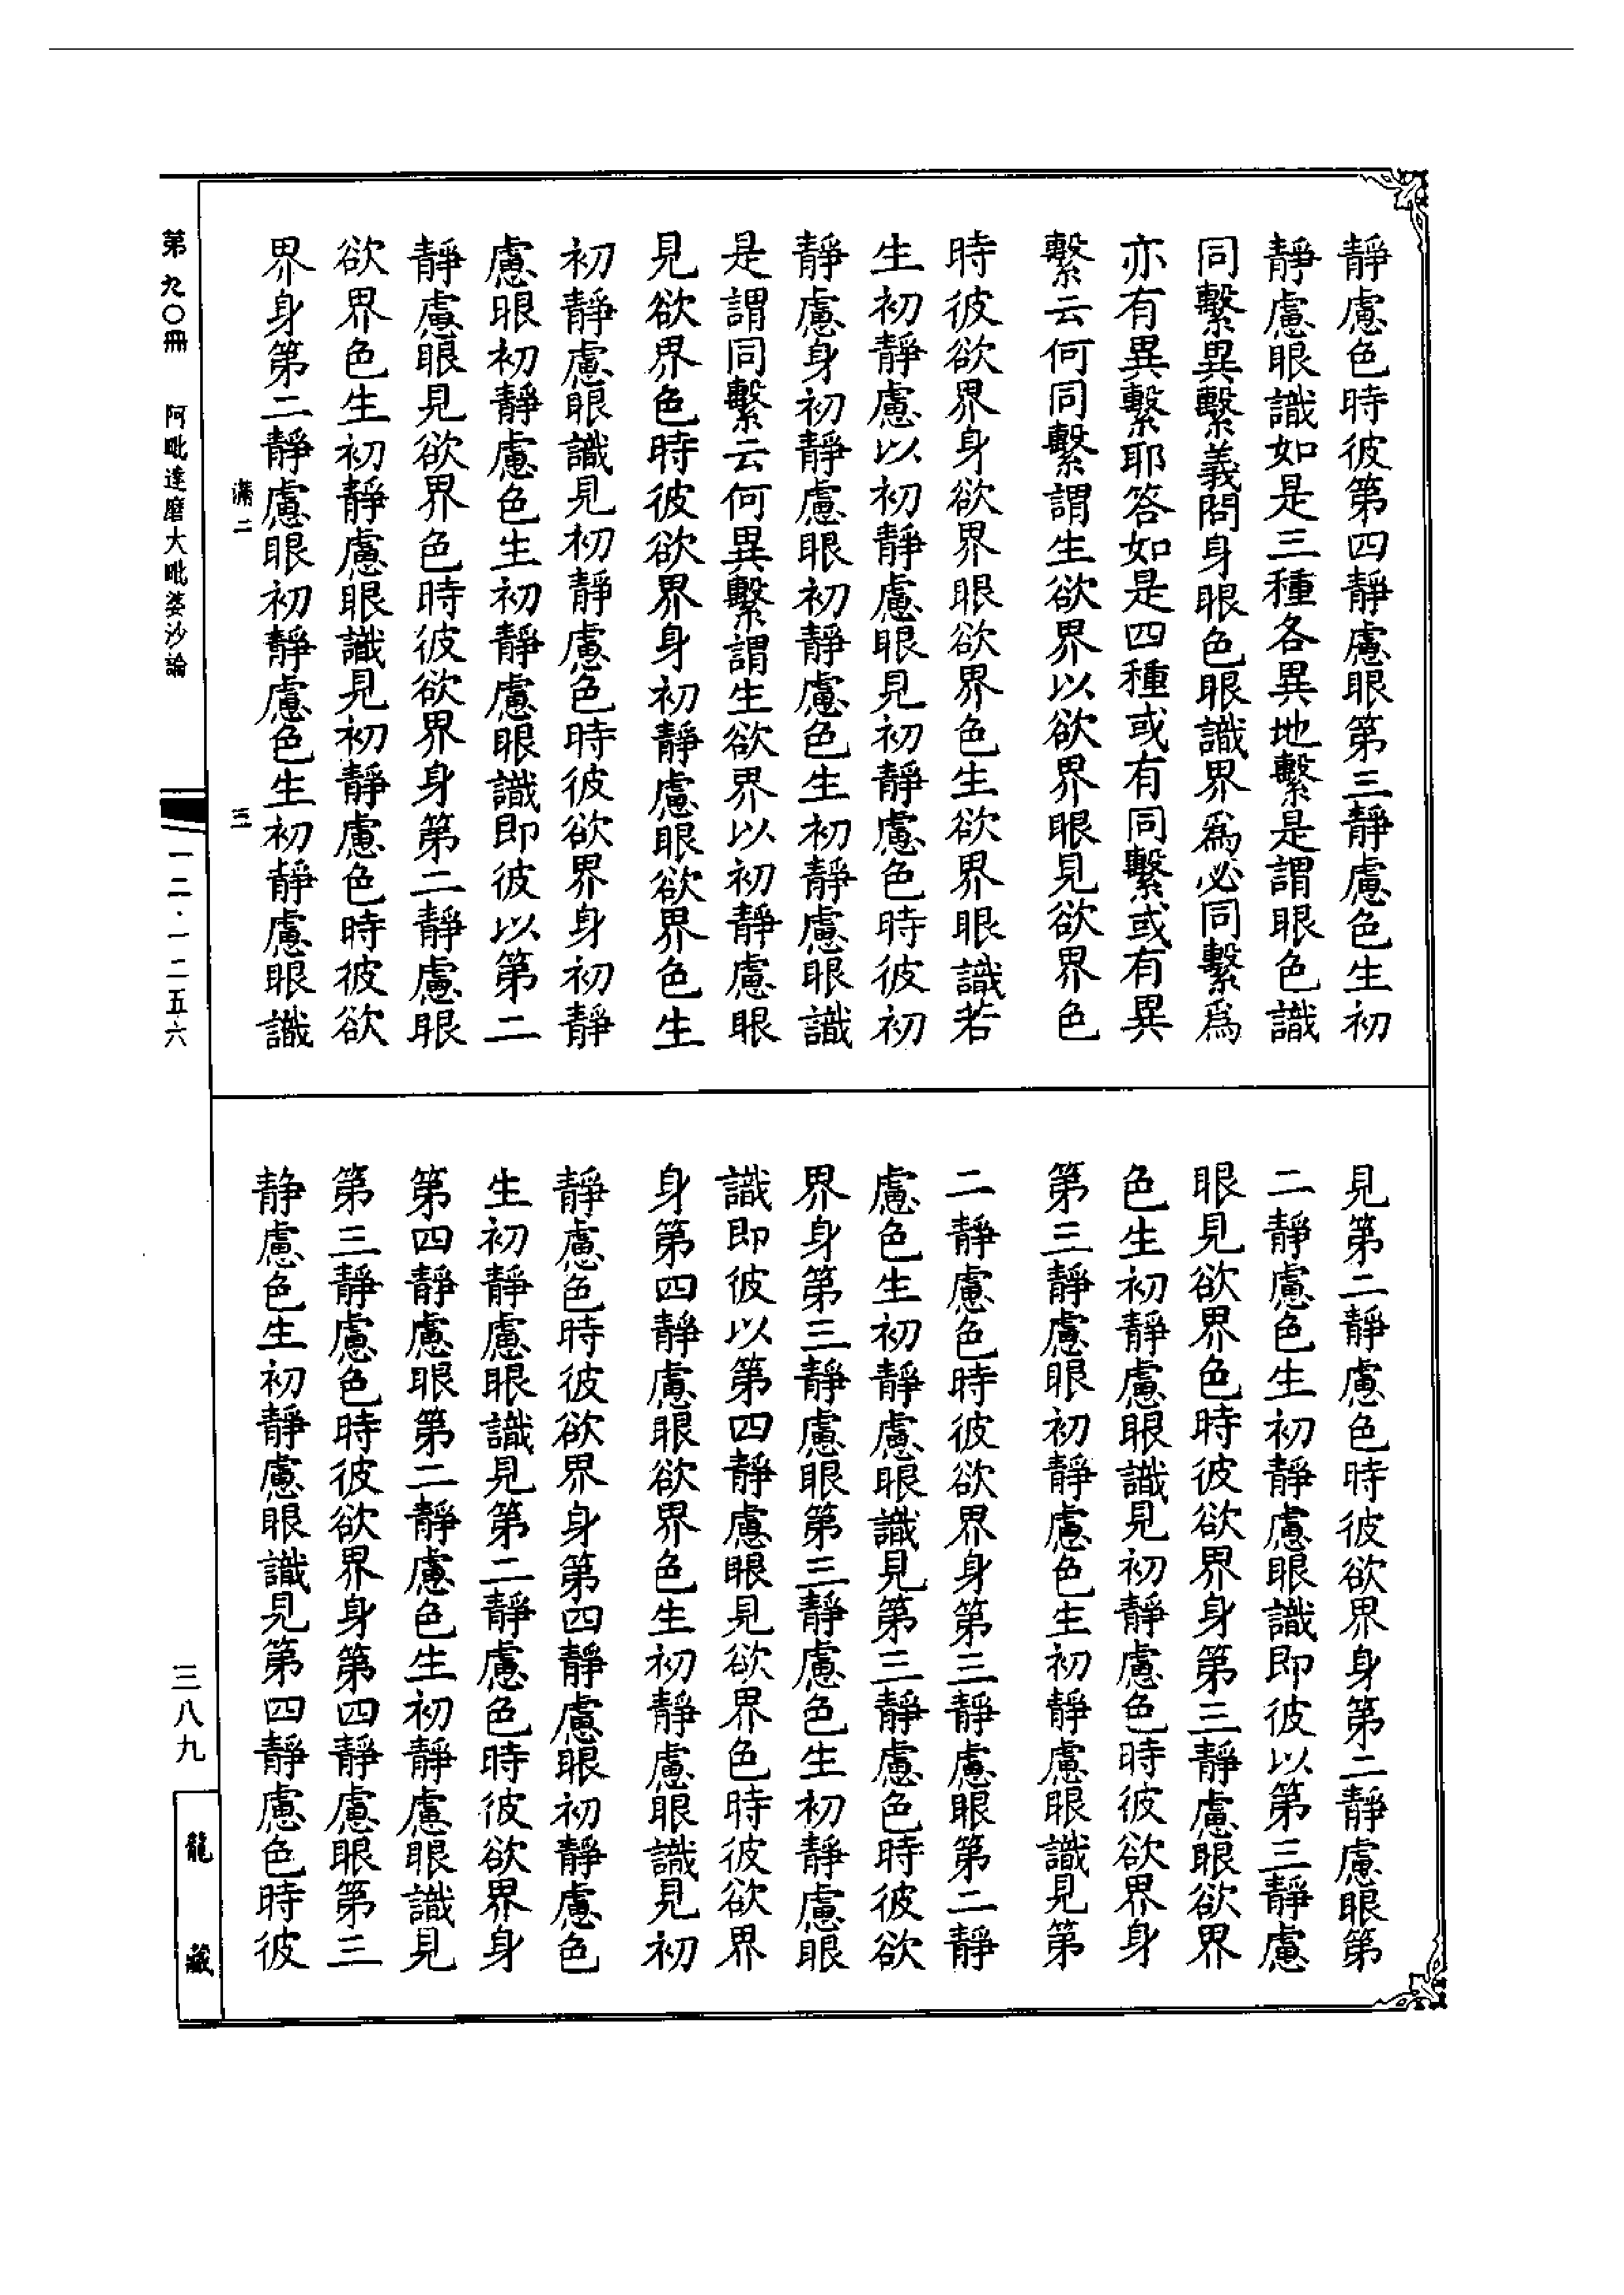 靜慮色時彼第四靜慮眼第三靜慮色生初
靜慮眼識如是三種各異地繫是謂眼色識
同繫異繫義問身眼色眼識界爲必同繫爲
亦有異繫耶答如是四種或有同繫或有異
繫云何同繫謂生欲界以欲界眼見欲界色
時彼欲界身欲界眼欲界色生欲界眼識若
生初靜慮以初靜慮眼見初靜慮色時彼初
靜慮身初靜慮眼初靜慮色生初靜慮眼識
是謂同繫云何異繫謂生欲界以初靜慮眼
見欲界色時彼欲界身初靜慮眼欲界色生
初靜慮眼識見初靜慮色時彼欲界身初靜
慮眼初靜慮色生初靜慮眼識即彼以第二
靜慮眼見欲界色時彼欲界身第二靜慮眼
欲界色生初靜慮眼識見初靜慮色時彼欲
界身第二靜慮眼初靜慮色生初靜慮眼識
見第二靜慮色時彼欲界身第二靜慮眼第
二靜慮色生初靜慮眼識即彼以第三靜慮
眼見欲界色時彼欲界身第三靜慮眼欲界
色生初靜慮眼識見初靜慮色時彼欲界身
第三靜慮眼初靜慮色生初靜慮眼識見第
二靜慮色時彼欲界身第三靜慮眼第二靜
慮色生初靜慮眼識見第三靜慮色時彼欲
界身第三靜慮眼第三靜慮色生初靜慮眼
識即彼以第四靜慮眼見欲界色時彼欲界
身第四靜慮眼欲界色生初靜慮眼識見初
靜慮色時彼欲界身第四靜慮眼初靜慮色
生初靜慮眼識見第二靜慮色時彼欲界身
第四靜慮眼第二靜慮色生初靜慮眼識見
第三靜慮色時彼欲界身第四靜慮眼第三
靜慮色生初靜慮眼識見第四靜慮色時彼
滿二 三
第九〇冊 阿毗達磨大毗婆沙論 一二·一二五六 三八九
龍藏